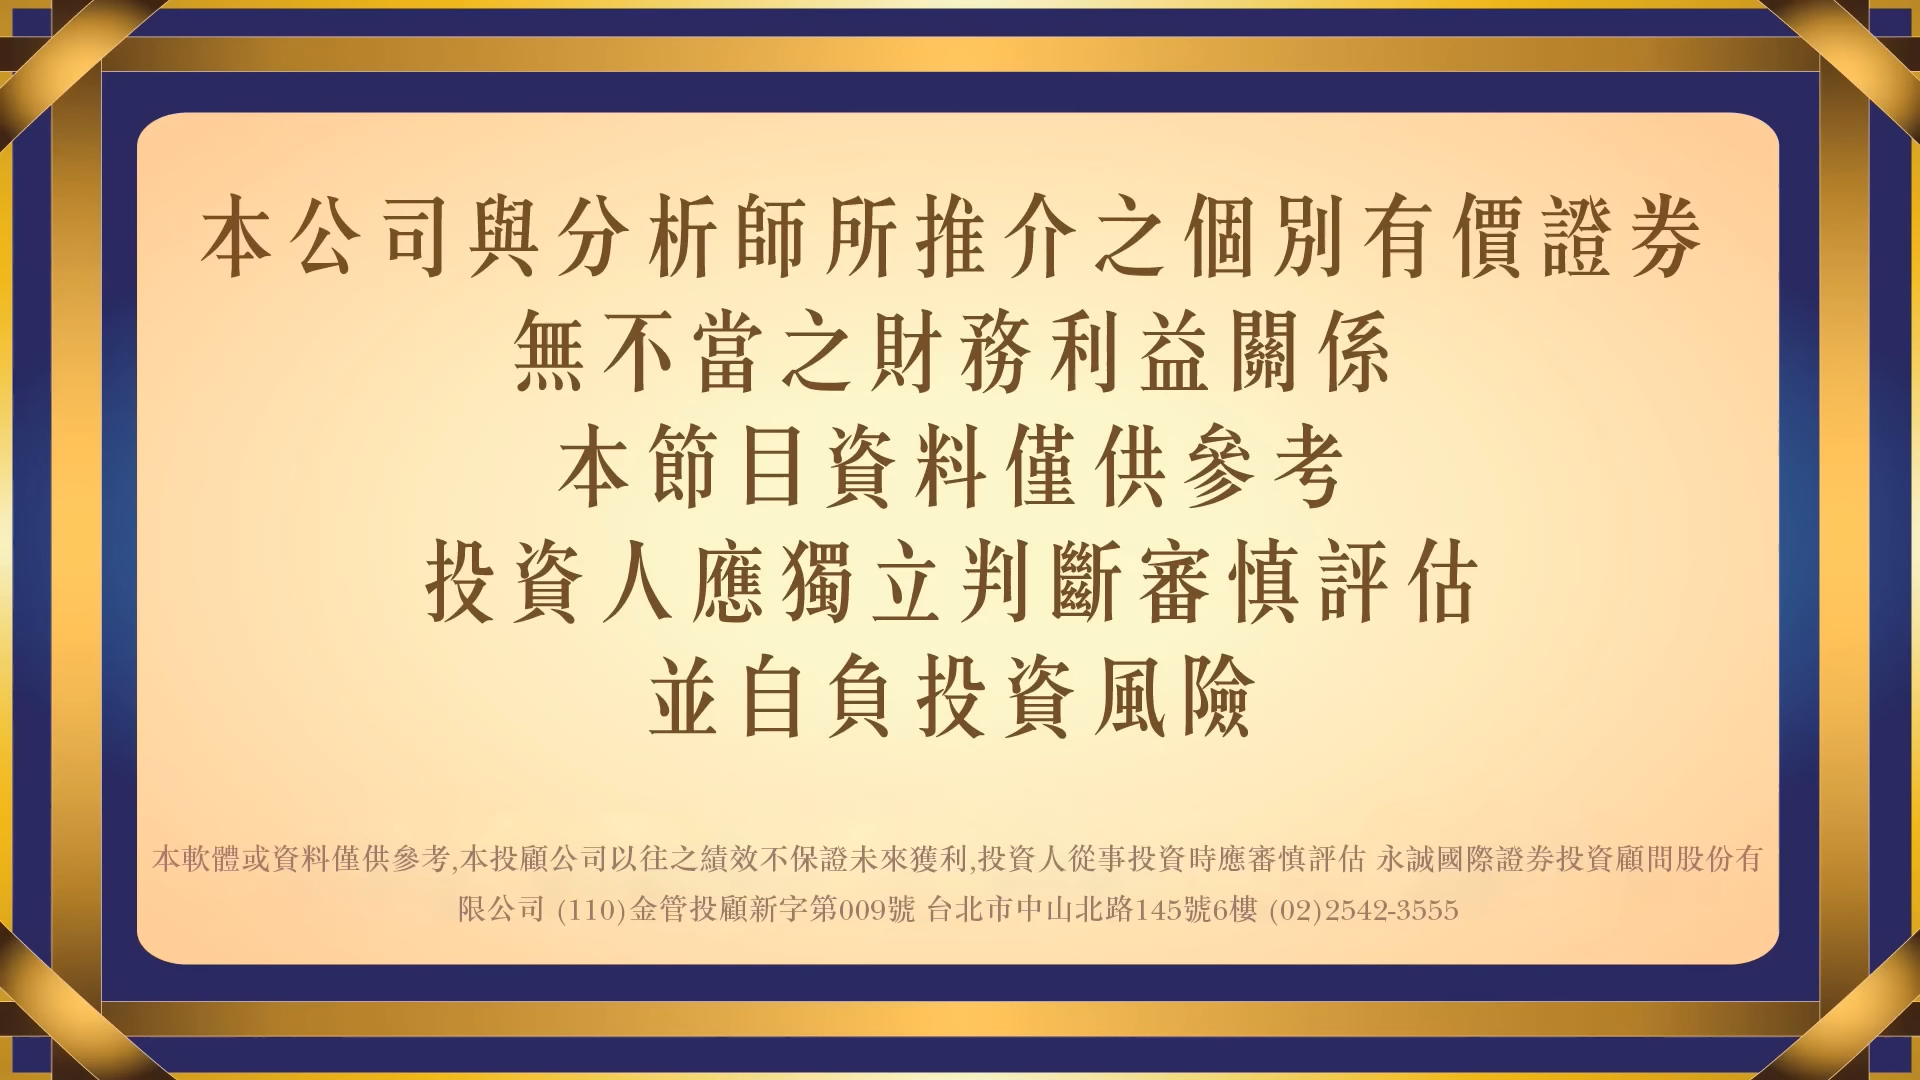 本公司與分析師所推介之個別有價證券
無不當之財務利益關係
本節目資料僅供參考
投資人應獨立判斷審慎評估
並自負投資風險
本軟體或資料僅供參考,本投顧公司以往之績效不保證未來獲利,投資人從事投資時應審慎評估 永誠國際證券投資顧問股份有
限公司 (110)金管投顧新字第009號 台北市中山北路145號6樓 (02)2542-3555